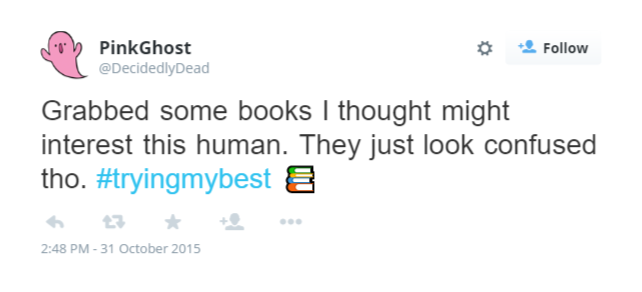 PinkGhost
@DecidedlyDead
Follow
Grabbed some books I thought might
interest this human. They just look confused
tho. #tryingmybest 📚
2:48 PM - 31 October 2015